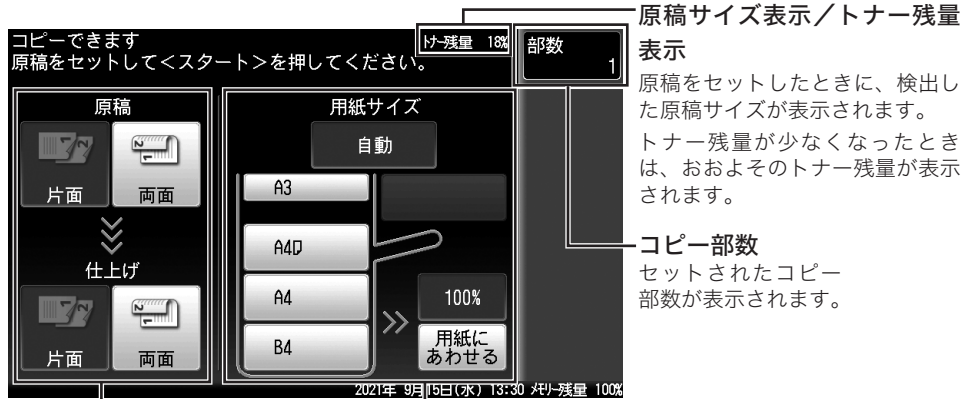 コピーできます
原稿をセットして<スタート>を押してください。
トナー残量 18%
部数
1
原稿
片面
両面
仕上げ
片面
両面
用紙サイズ
自動
A3
A4
A4
B4
100%
用紙に
あわせる
2021年 9月15日(水) 13:30 メモリー残量 100%
原稿サイズ表示／トナー残量
表示
原稿をセットしたときに、検出し
た原稿サイズが表示されます。
トナー残量が少なくなったとき
は、おおよそのトナー残量が表示
されます。
コピー部数
セットされたコピー
部数が表示されます。